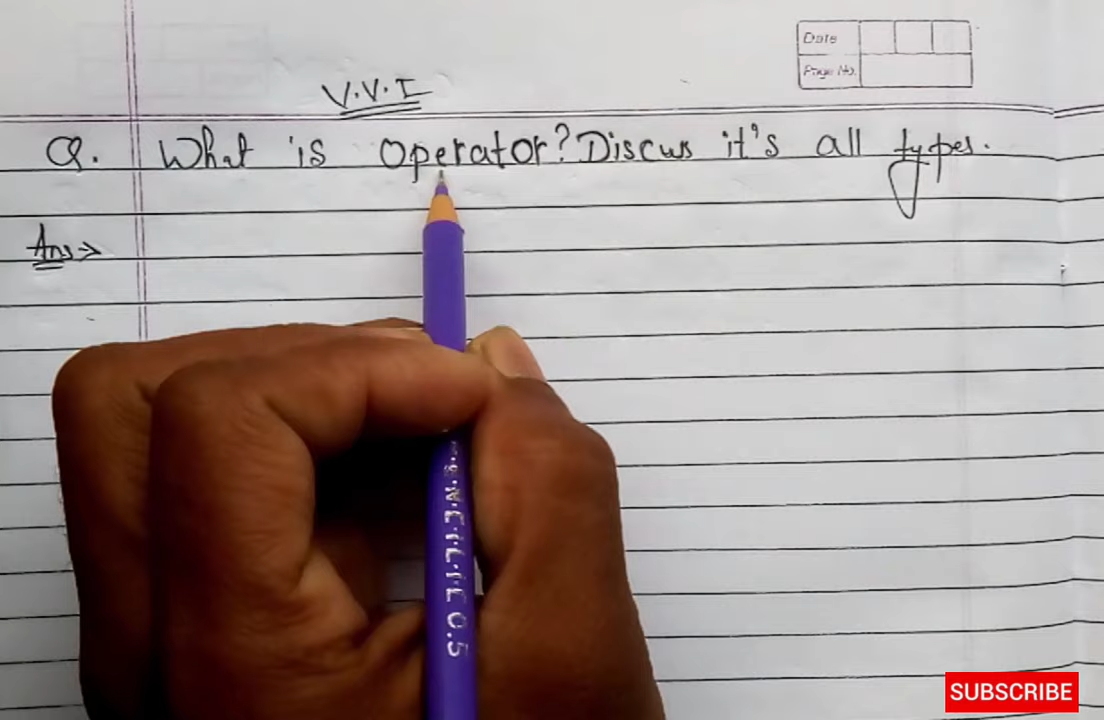 Date
Page No.
V.V.I
Q. What is Operator? Discus it's all types.
Ans→
SUBSCRIBE